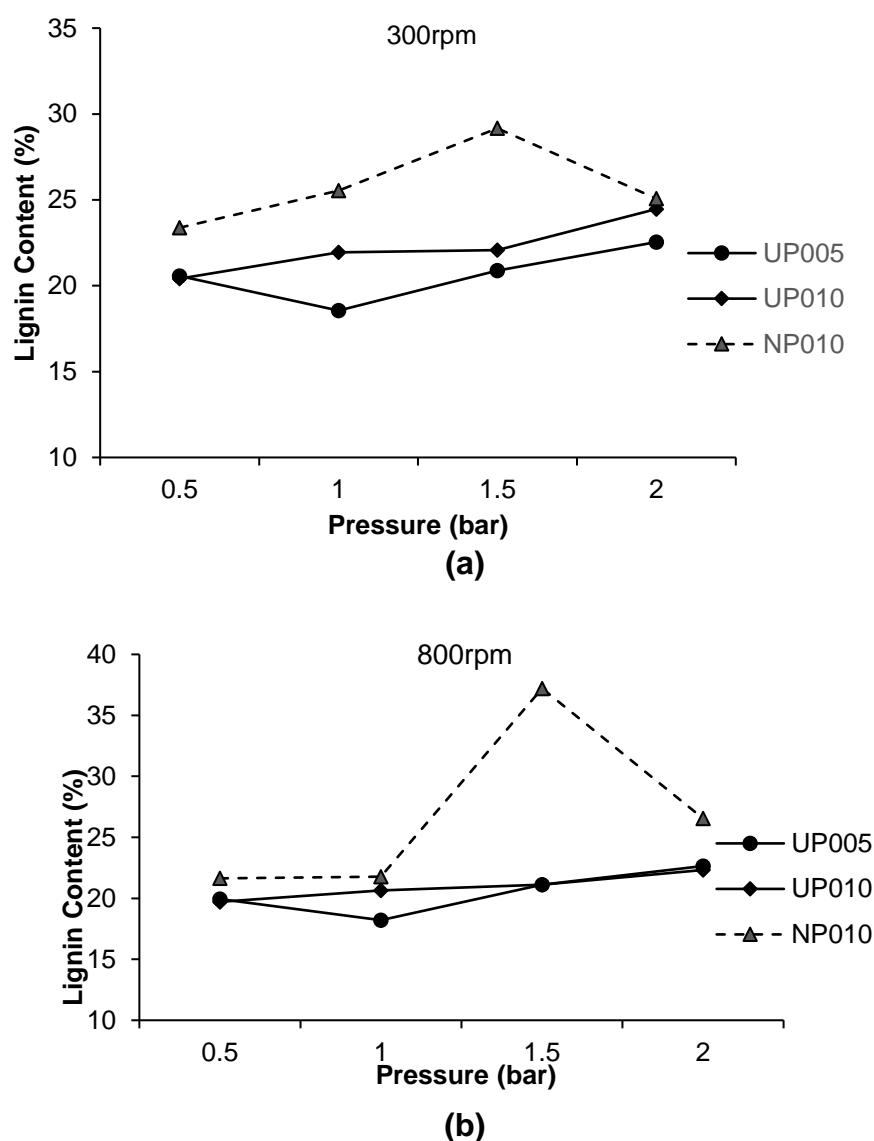 300rpm
35
30
25
20
15
10
Lignin Content (%)
0.5 1 1.5 2
Pressure (bar)
UP005
UP010
NP010
(a)
800rpm
40
35
30
25
20
15
10
Lignin Content (%)
0.5 1 1.5 2
Pressure (bar)
UP005
UP010
NP010
(b)